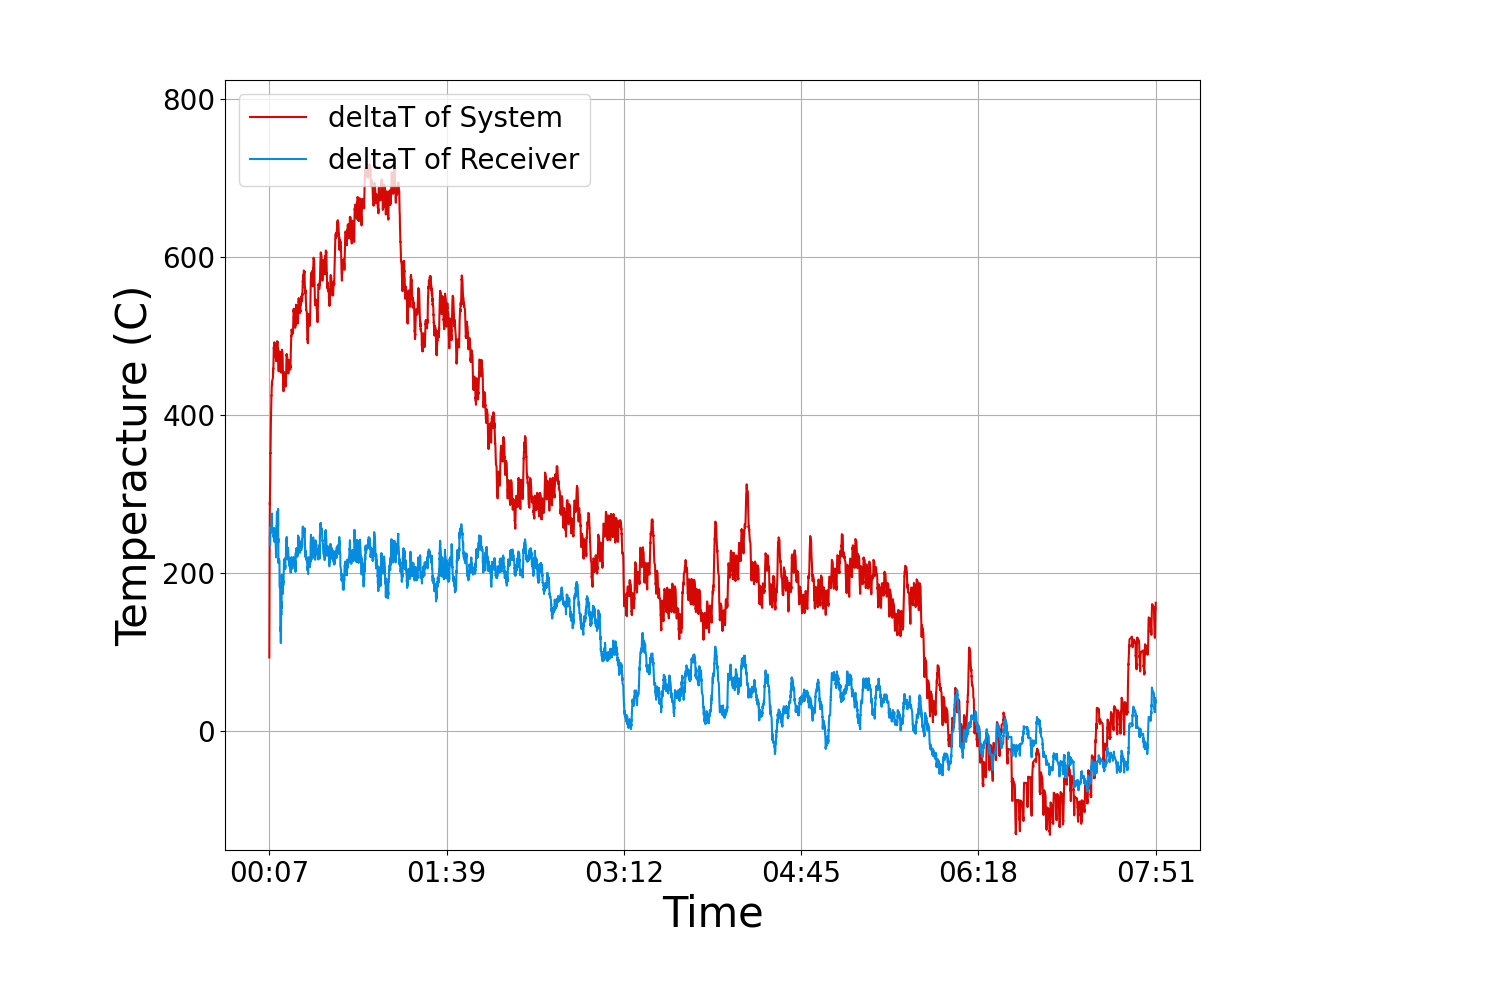 800
600
400
200
0
Temperacture (C)
deltaT of System
deltaT of Receiver
00:07 01:39 03:12 04:45 06:18 07:51
Time